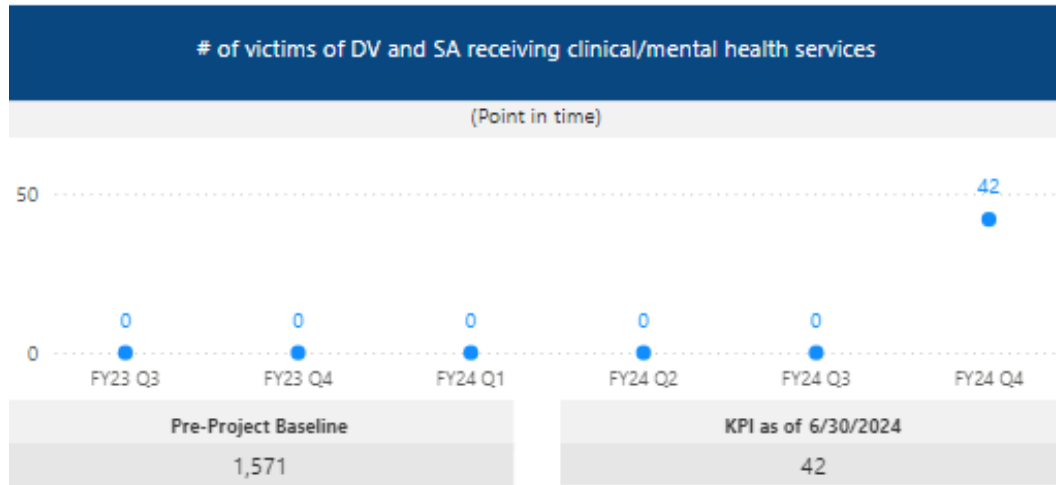 # of victims of DV and SA receiving clinical/mental health services
(Point in time)
50
42
0 0 0 0 0
0
FY23 Q3 FY23 Q4 FY24 Q1 FY24 Q2 FY24 Q3 FY24 Q4
Pre-Project Baseline KPI as of 6/30/2024
1,571 42